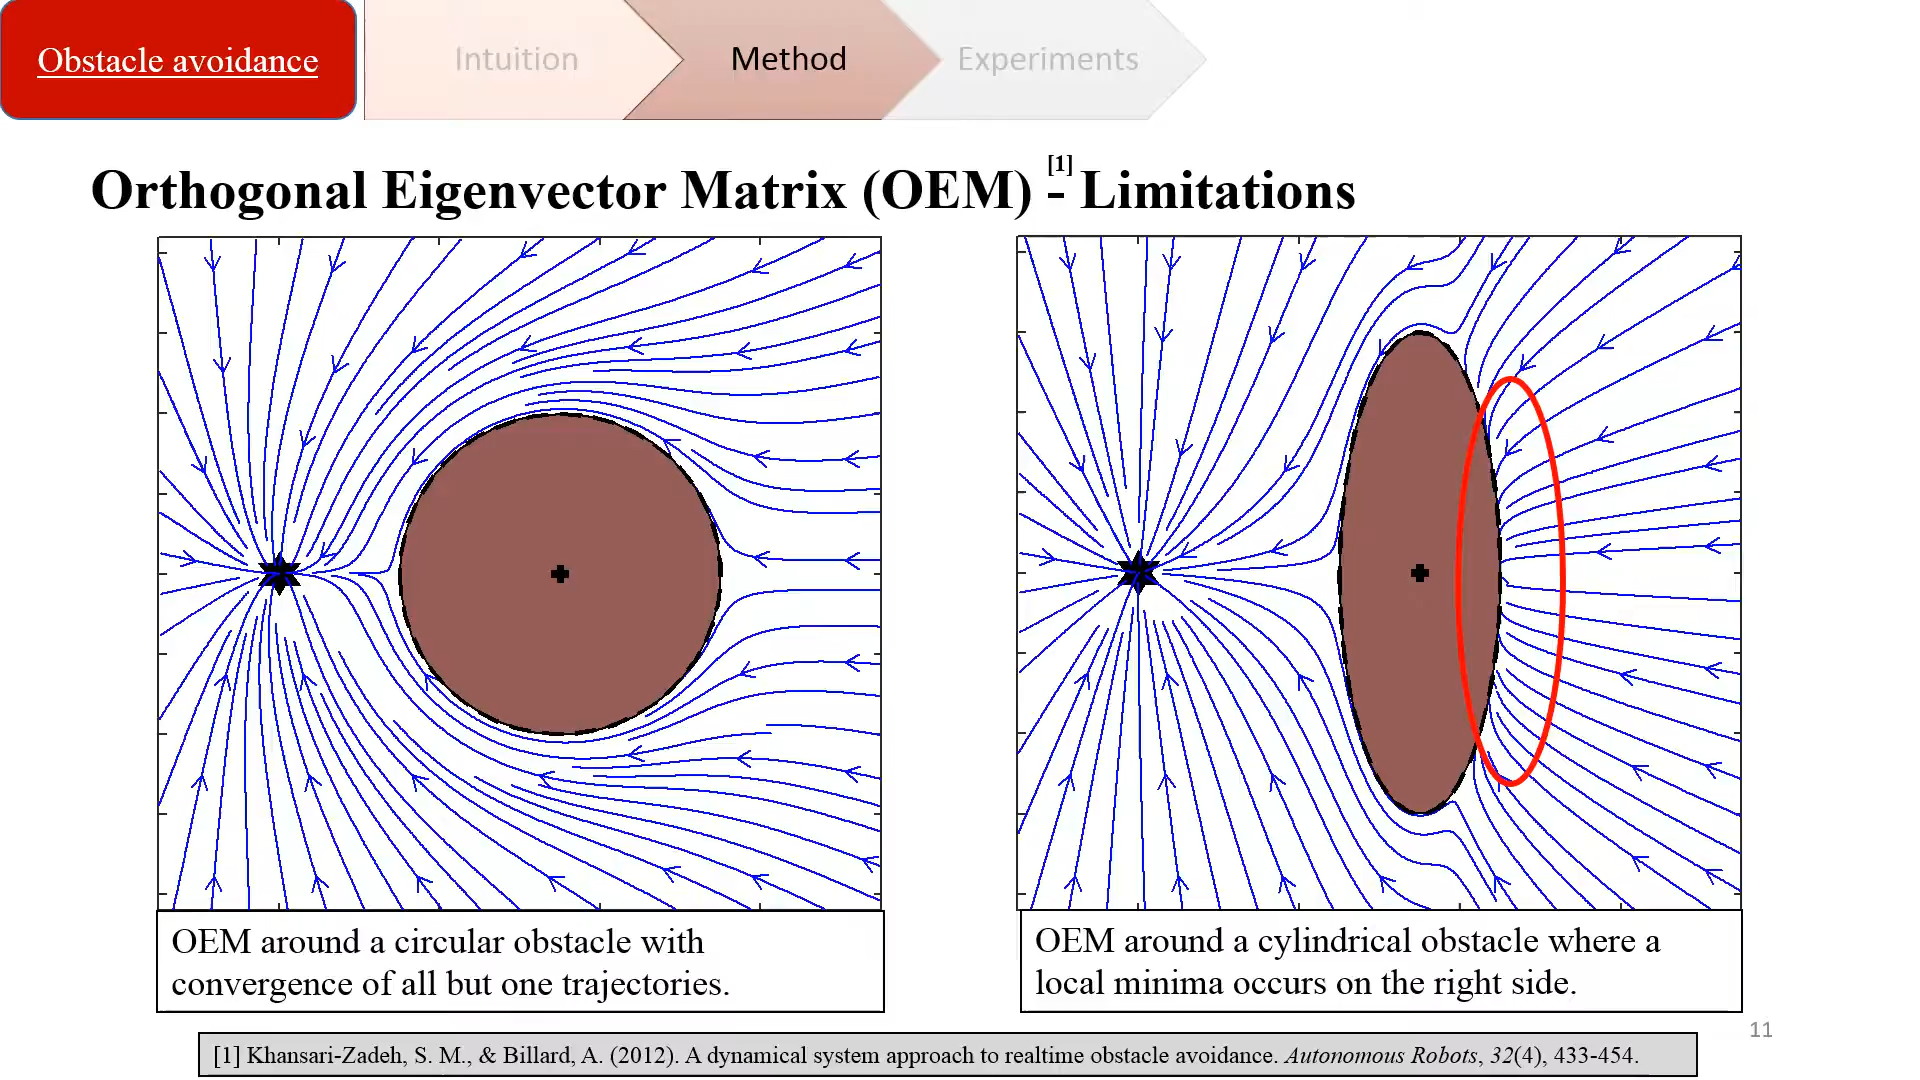 Obstacle avoidance
Intuition
Method
Experiments
Orthogonal Eigenvector Matrix (OEM) [1] - Limitations
OEM around a circular obstacle with
convergence of all but one trajectories.
OEM around a cylindrical obstacle where a
local minima occurs on the right side.
11
[1] Khansari-Zadeh, S. M., & Billard, A. (2012). A dynamical system approach to realtime obstacle avoidance. Autonomous Robots, 32(4), 433-454.